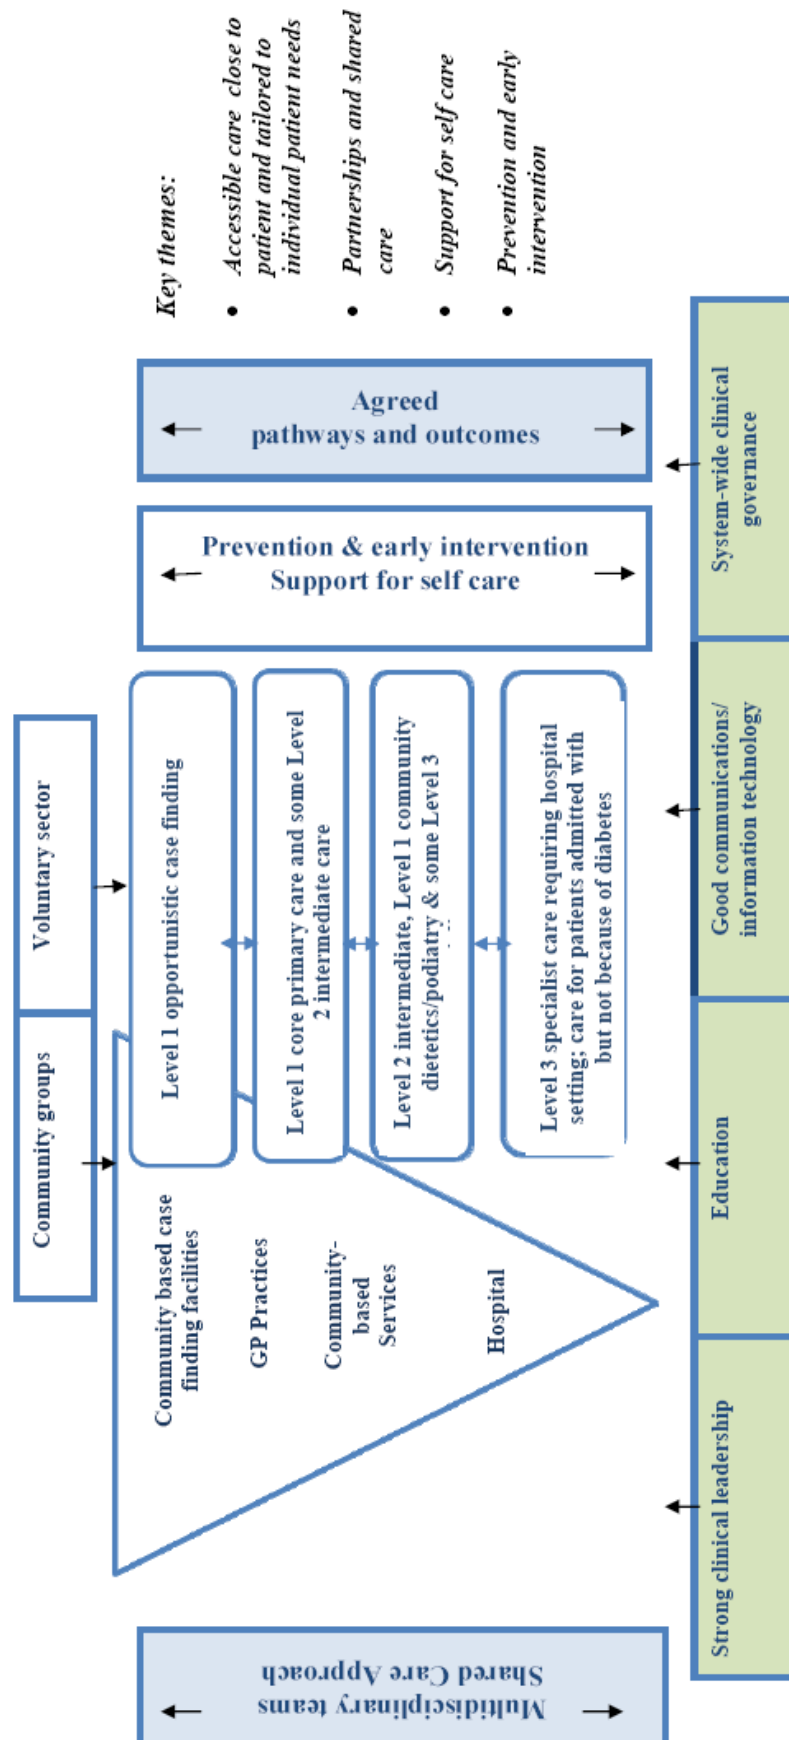 Community groups
Voluntary sector
Multidisciplinary teams
Shared Care Approach
Community based case
finding facilities
GP Practices
Community-
based
Services
Hospital
Level 1 opportunistic case finding
Level 1 core primary care and some Level
2 intermediate care
Level 2 intermediate, Level 1 community
dietetics/podiatry & some Level 3
Level 3 specialist care requiring hospital
setting; care for patients admitted with
but not because of diabetes
Prevention & early intervention
Support for self care
Agreed
pathways and outcomes
Key themes:
• Accessible care close to
patient and tailored to
individual patient needs
• Partnerships and shared
care
• Support for self care
• Prevention and early
intervention
Strong clinical leadership
Education
Good communications/
information technology
System-wide clinical
governance